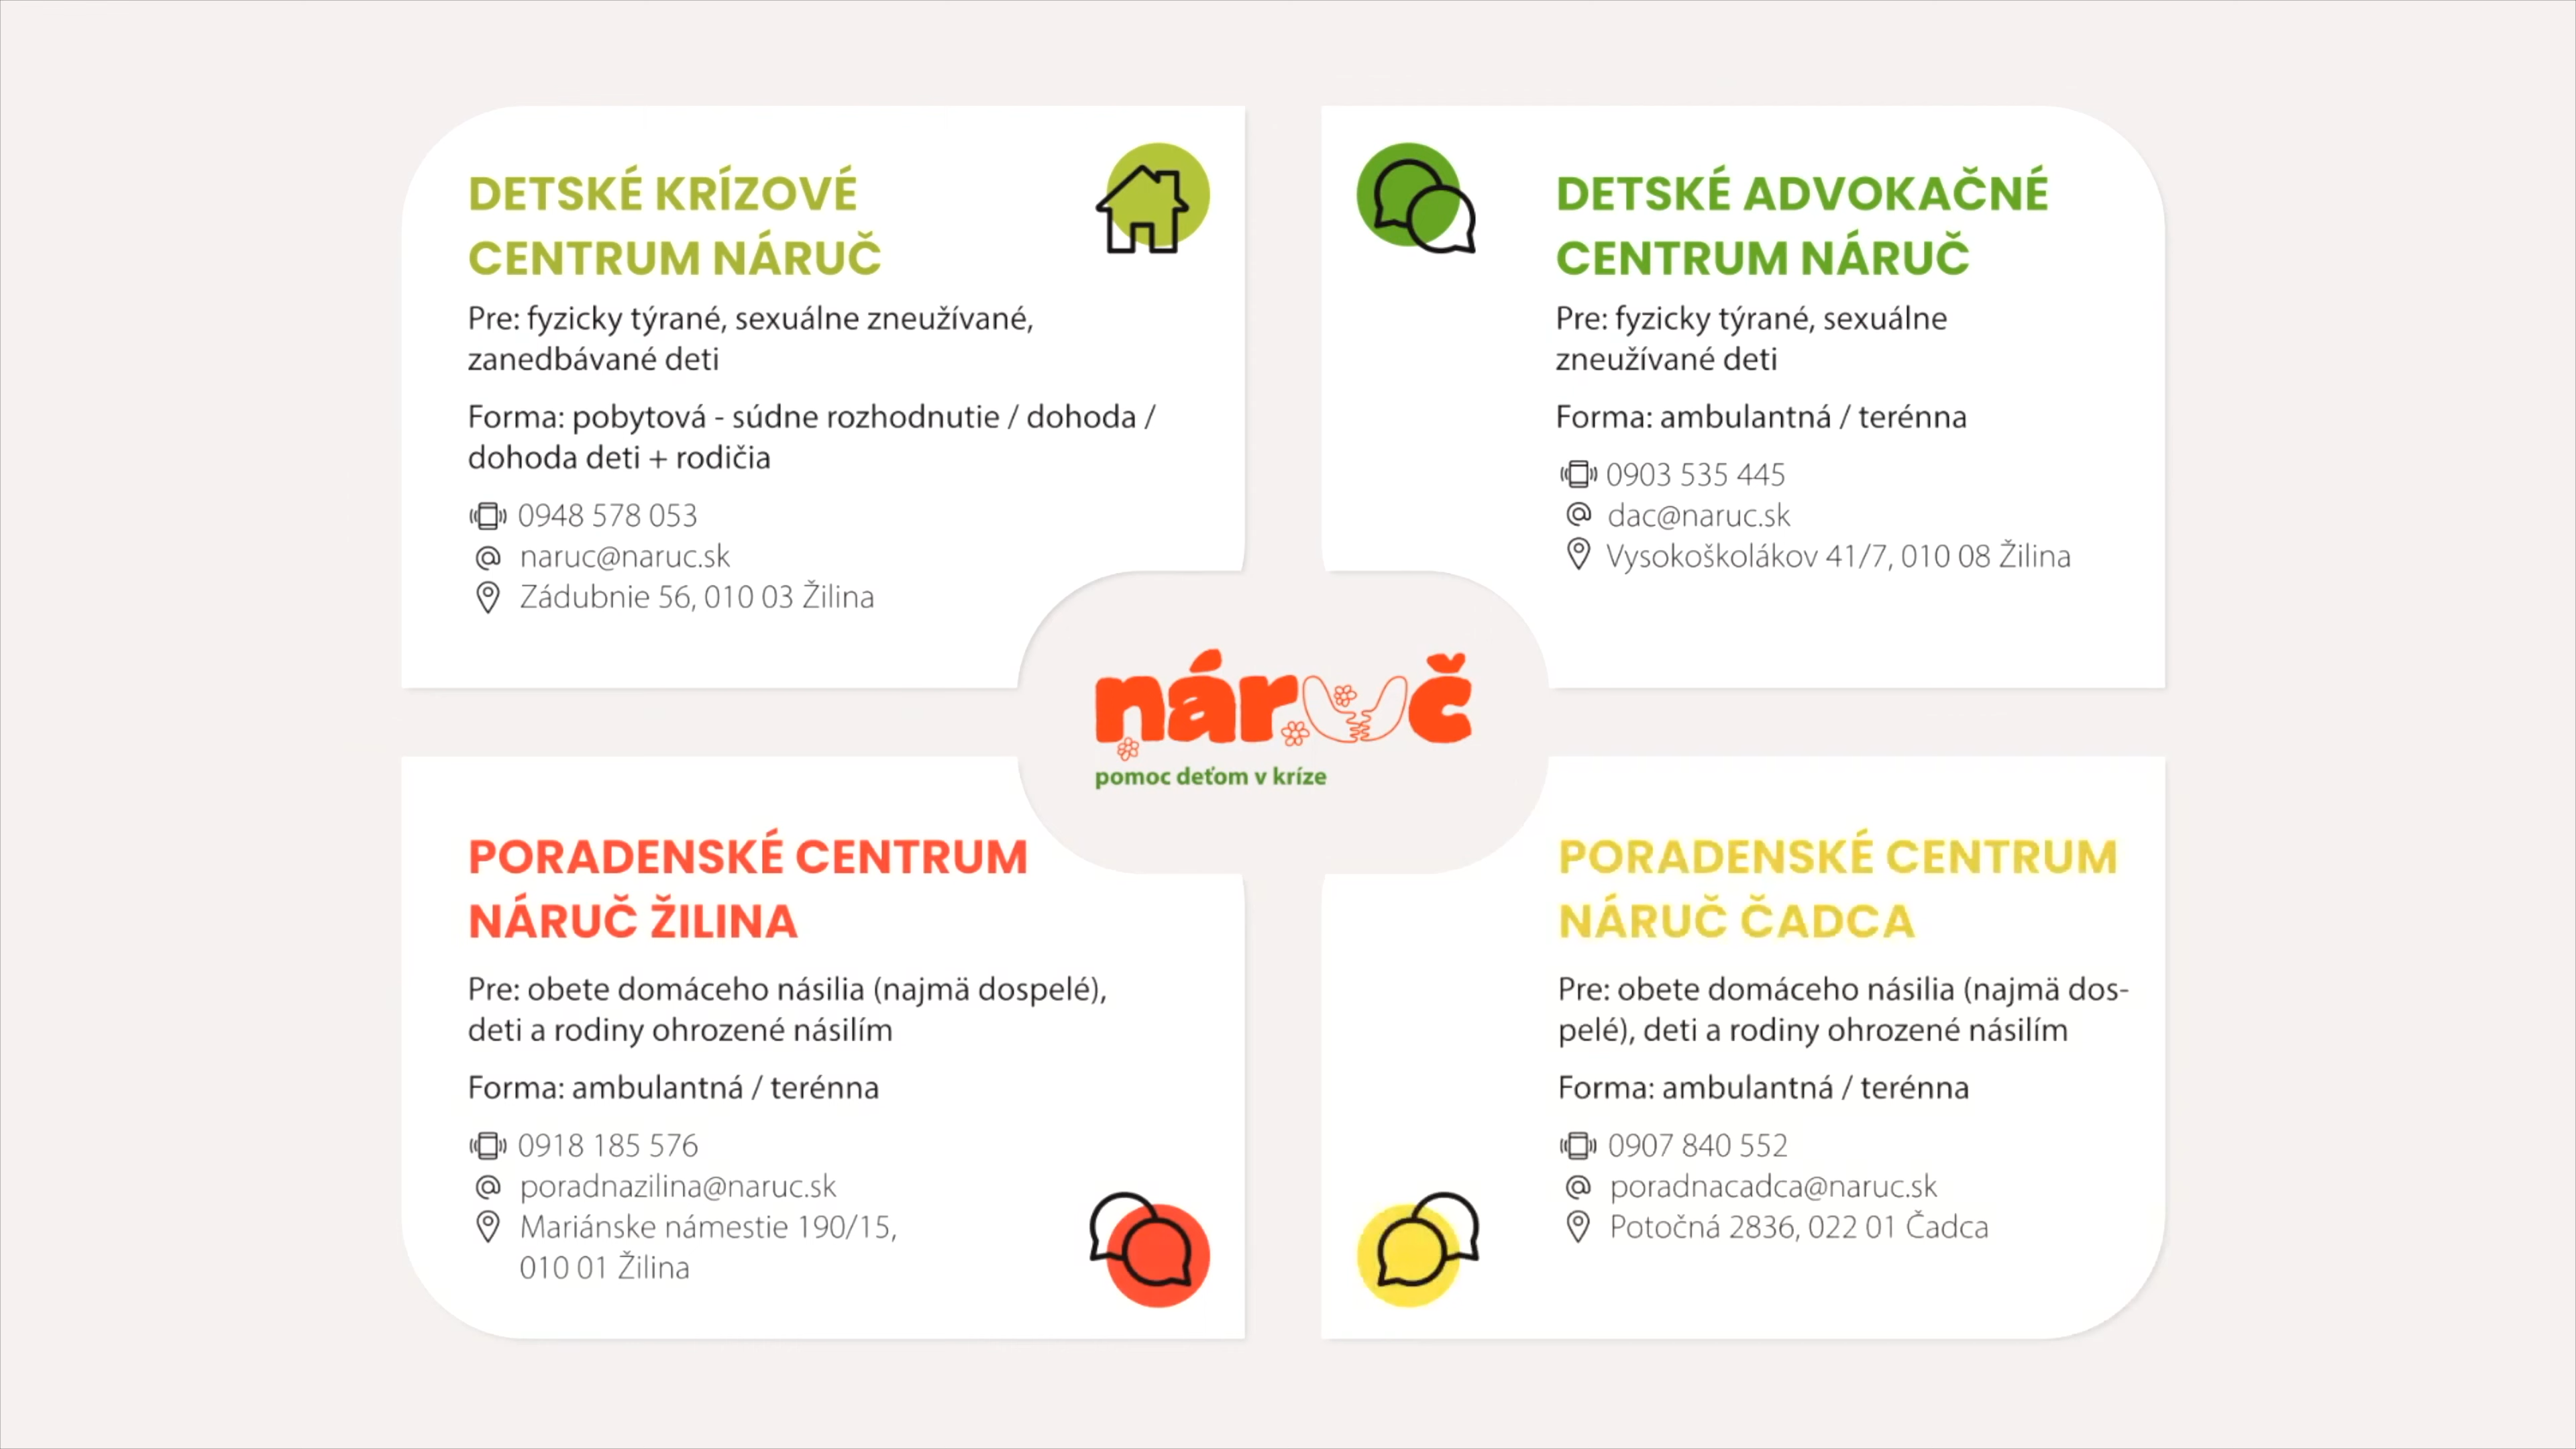 DETSKÉ KRÍZOVÉ
CENTRUM NÁRUČ
Pre: fyzicky týrané, sexuálne zneužívané,
zanedbávané deti
Forma: pobytová - súdne rozhodnutie / dohoda /
dohoda deti + rodičia
0948 578 053
naruc@naruc.sk
Zádubnie 56, 010 03 Žilina
DETSKÉ ADVOKAČNÉ
CENTRUM NÁRUČ
Pre: fyzicky týrané, sexuálne
zneužívané deti
Forma: ambulantná / terénna
0903 535 445
dac@naruc.sk
Vysokoškolákov 41/7, 010 08 Žilina
náruč
pomoc deťom v kríze
PORADENSKÉ CENTRUM
NÁRUČ ŽILINA
Pre: obete domáceho násilia (najmä dospelé),
deti a rodiny ohrozené násilím
Forma: ambulantná / terénna
0918 185 576
poradnazilina@naruc.sk
Mariánske námestie 190/15,
010 01 Žilina
PORADENSKÉ CENTRUM
NÁRUČ ČADCA
Pre: obete domáceho násilia (najmä dos-
pelé), deti a rodiny ohrozené násilím
Forma: ambulantná / terénna
0907 840 552
poradnacadca@naruc.sk
Potočná 2836, 022 01 Čadca